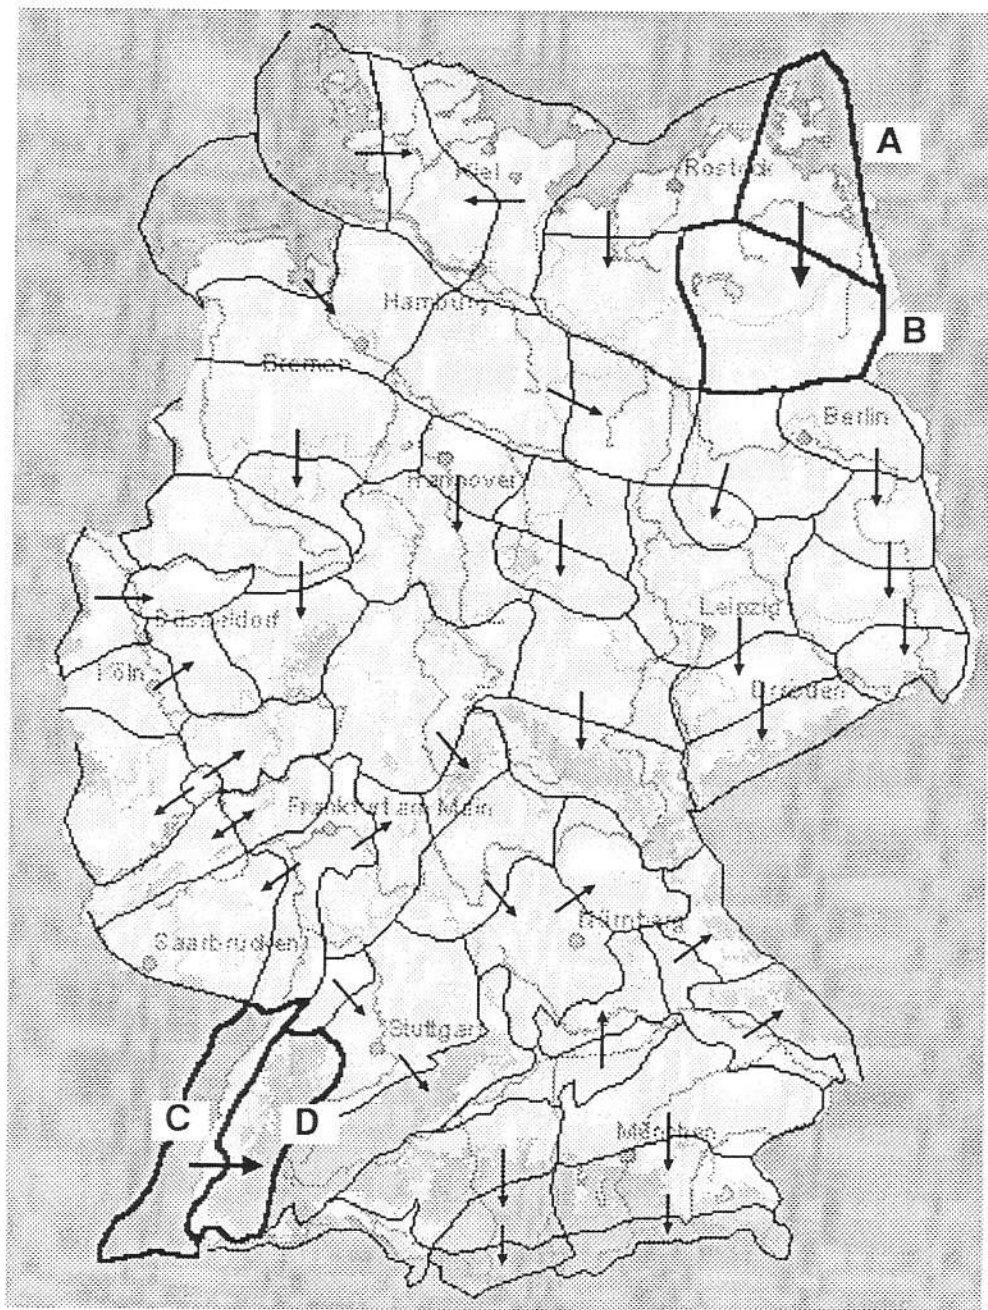 A
Kiel
Rostock
B
Hamburg
Bremen
Berlin
Hannover
Düsseldorf
Leipzig
Köln
Dresden
Frankfurt am Main
Nürnberg
Saarbrücken
Stuttgart
C
D
München